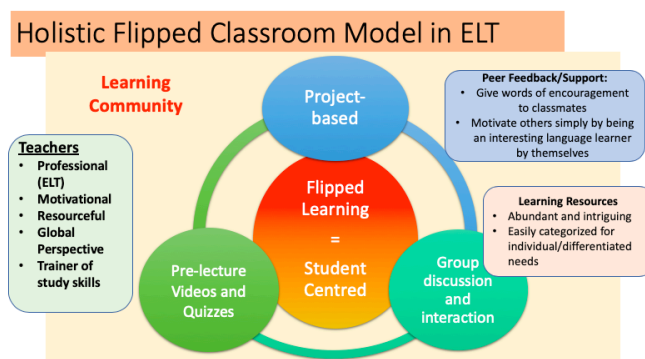 Holistic Flipped Classroom Model in ELT
Learning
Community
Project-
based
Peer Feedback/Support:
• Give words of encouragement
to classmates
• Motivate others simply by being
an interesting language learner
by themselves
Teachers
• Professional
(ELT)
• Motivational
• Resourceful
• Global
Perspective
• Trainer of
study skills
Flipped
Learning
=
Student
Centred
Learning Resources
• Abundant and intriguing
• Easily categorized for
individual/differentiated
needs
Pre-lecture
Videos and
Quizzes
Group
discussion
and
interaction